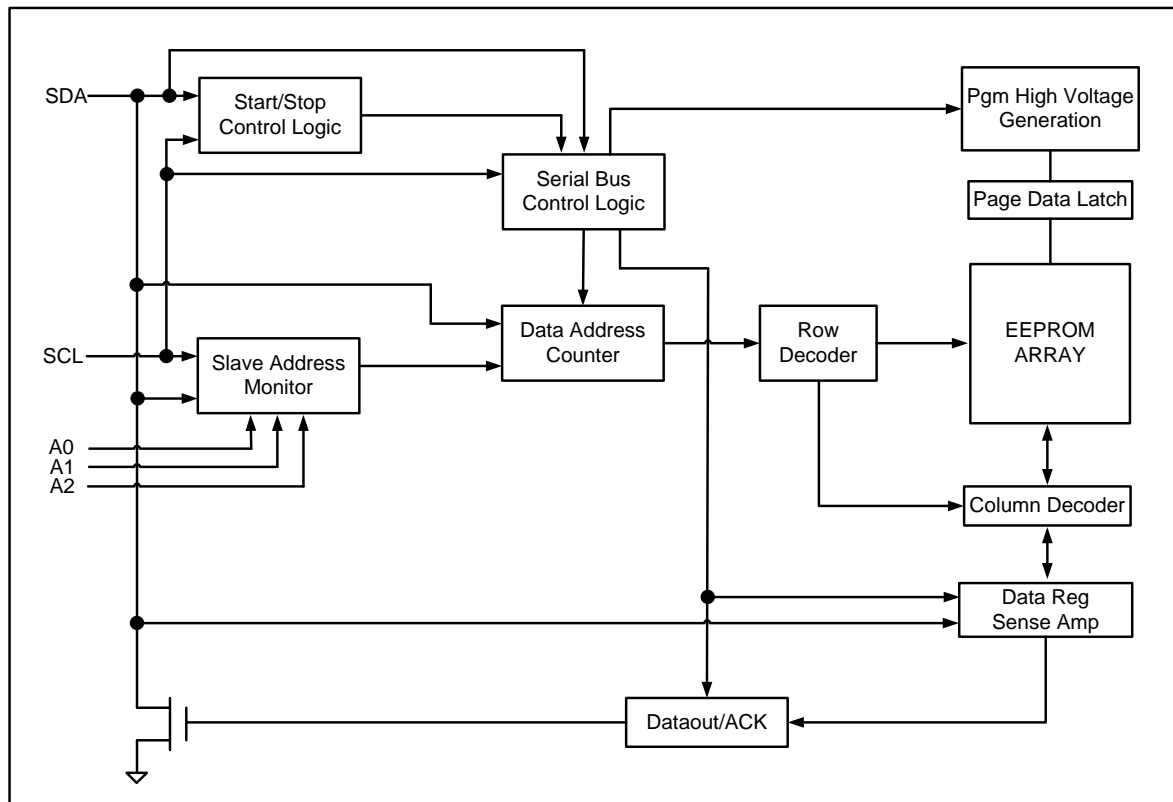 SDA
Start/Stop
Control Logic
Pgm High Voltage
Generation
Serial Bus
Control Logic
Page Data Latch
Data Address
Counter
Row
Decoder
EEPROM
ARRAY
SCL
Slave Address
Monitor
A0
A1
A2
Column Decoder
Data Reg
Sense Amp
Dataout/ACK